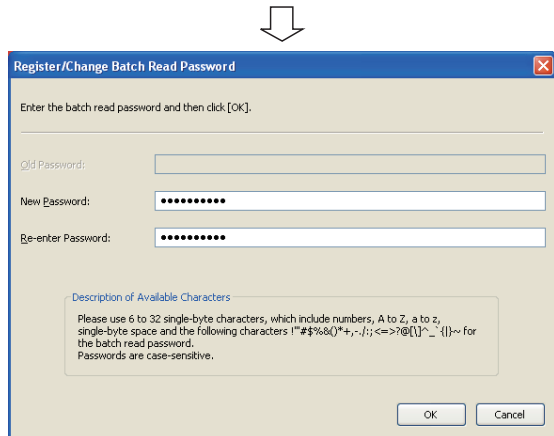 Register/Change Batch Read Password
Enter the batch read password and then click [OK].
Old Password:
New Password: ●●●●●●●●●●
Re-enter Password: ●●●●●●●●●●
Description of Available Characters
Please use 6 to 32 single-byte characters, which include numbers, A to Z, a to z,
single-byte space and the following characters !"'#$%&()*+,-./:;<=>?@[\]^_`{|}~ for
the batch read password.
Passwords are case-sensitive.
OK Cancel